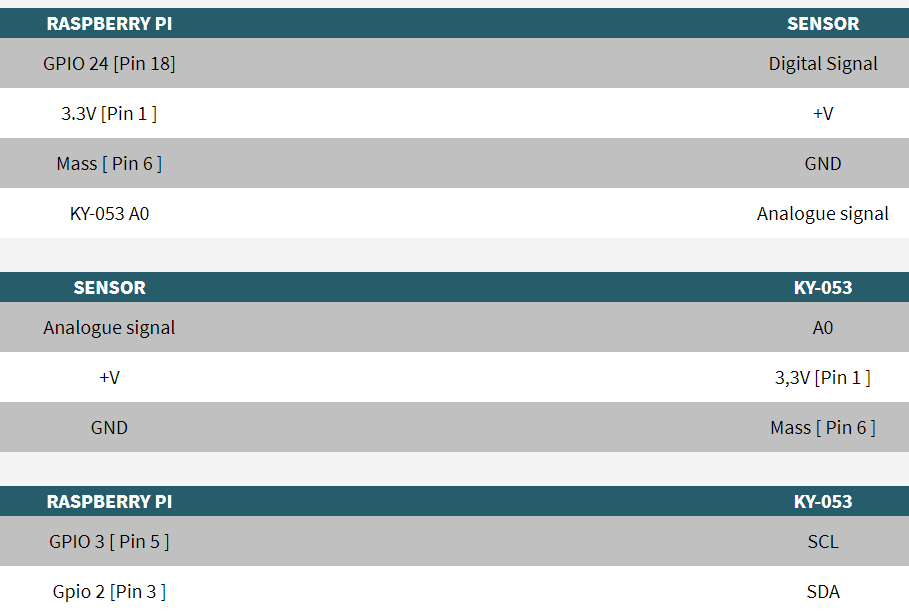 RASPBERRY PI SENSOR
GPIO 24 [Pin 18] Digital Signal
3.3V [Pin 1 ] +V
Mass [ Pin 6 ] GND
KY-053 A0 Analogue signal
SENSOR KY-053
Analogue signal A0
+V 3,3V [Pin 1 ]
GND Mass [ Pin 6 ]
RASPBERRY PI KY-053
GPIO 3 [ Pin 5 ] SCL
Gpio 2 [Pin 3 ] SDA